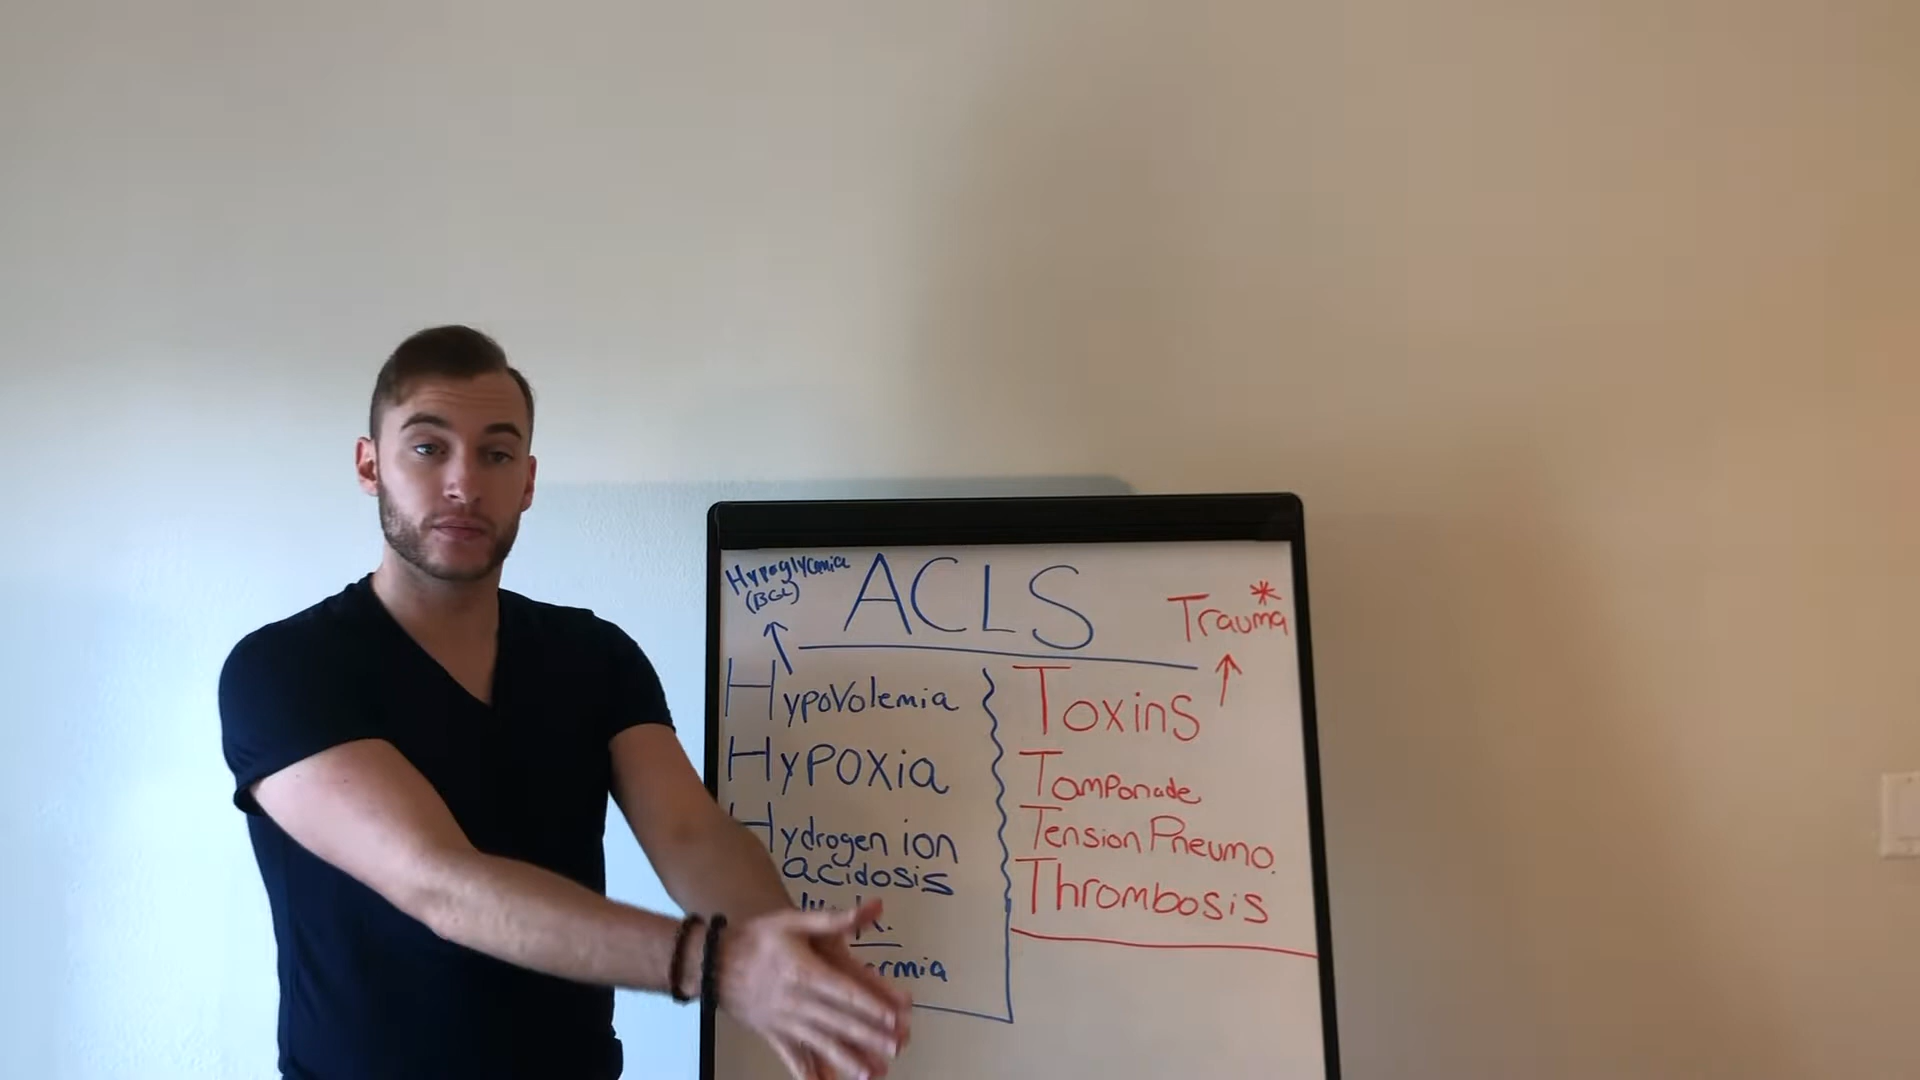 Hypoglycemia
(BGL)
ACLS
Trauma*
Hypovolemia
Hypoxia
Hydrogen ion
acidosis
Toxins
Tamponade
Tension Pneumo.
Thrombosis